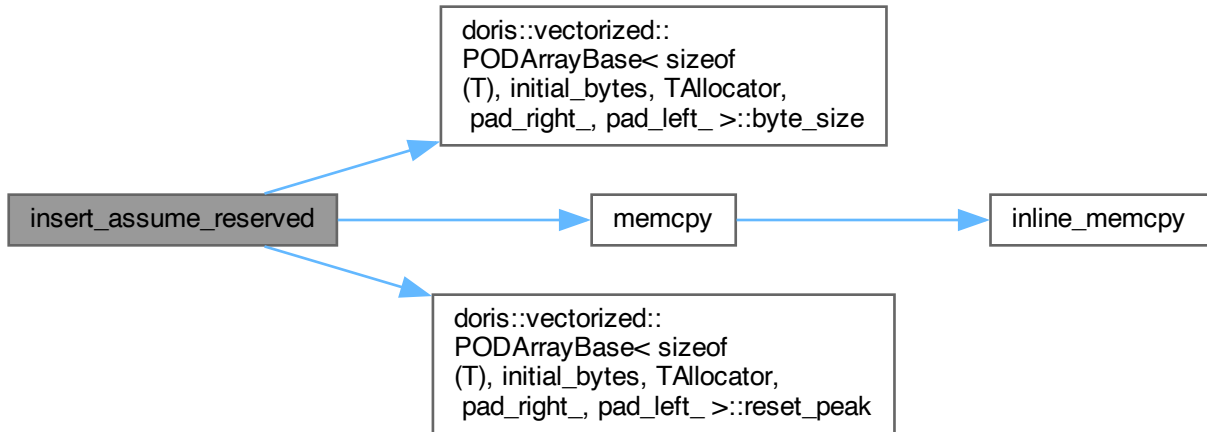 doris::vectorized::
PODArrayBase< sizeof
(T), initial_bytes, TAllocator,
pad_right_, pad_left_ >::byte_size
insert_assume_reserved
memcpy
inline_memcpy
doris::vectorized::
PODArrayBase< sizeof
(T), initial_bytes, TAllocator,
pad_right_, pad_left_ >::reset_peak